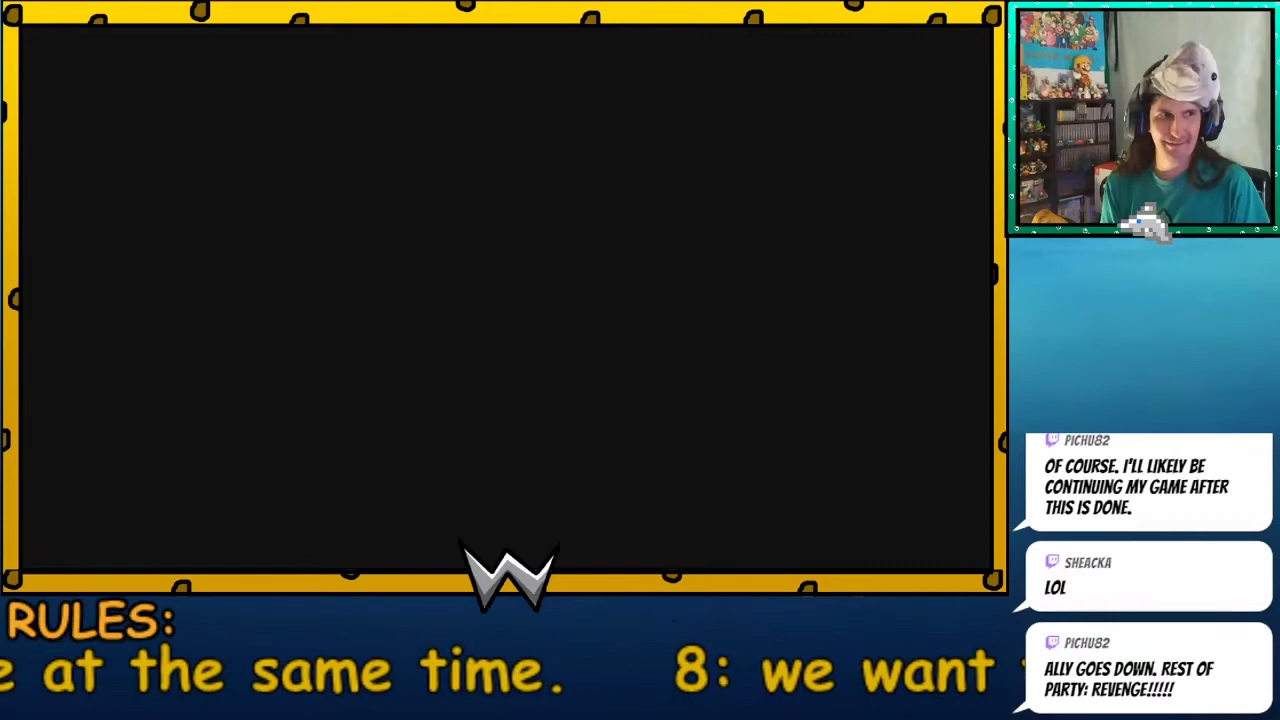 PICHU82
OF COURSE. I'LL LIKELY BE
CONTINUING MY GAME AFTER
THIS IS DONE.
SHEACKA
LOL
PICHU82
ALLY GOES DOWN. REST OF
PARTY: REVENGE!!!!!
W
RULES:
e at the same time. 8: we want